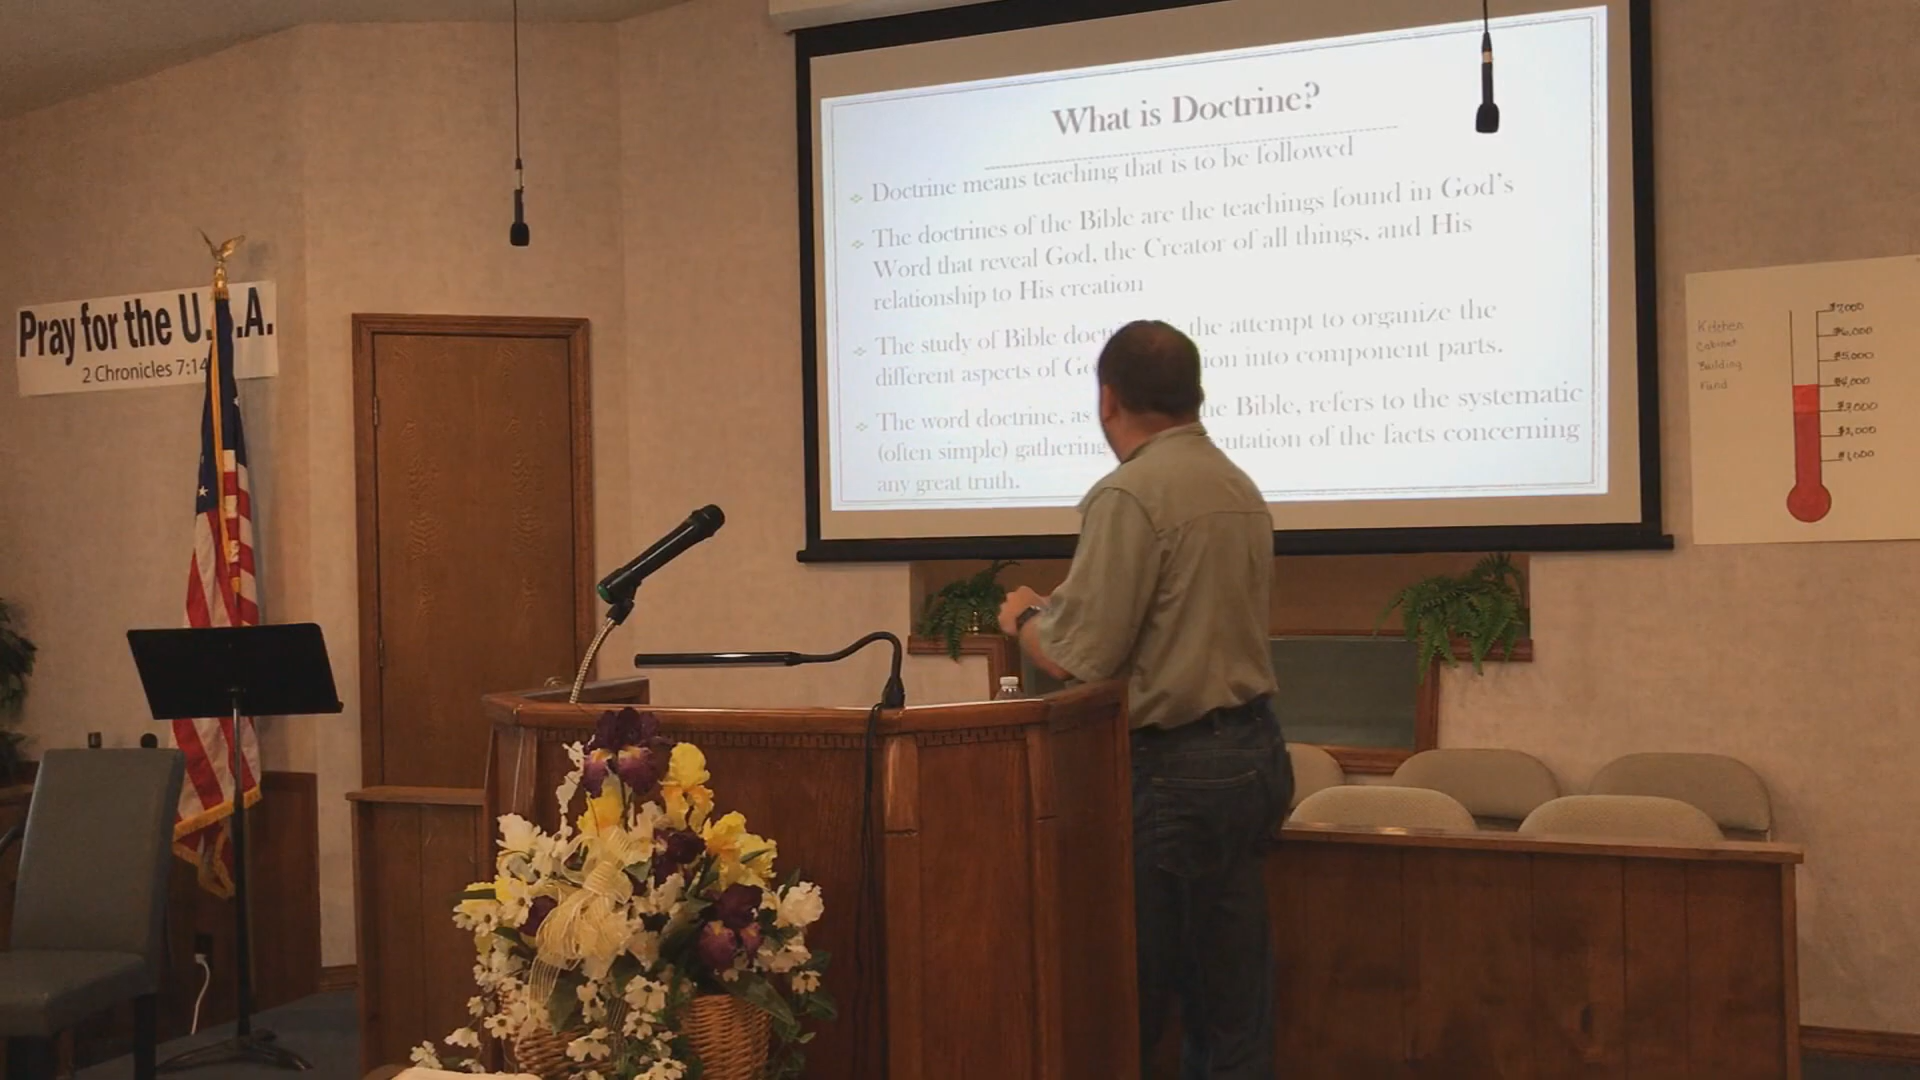 Pray for the U. .A.
2 Chronicles 7:14
What is Doctrine?
Doctrine means teaching that is to be followed
The doctrines of the Bible are the teachings found in God's
Word that reveal God, the Creator of all things, and His
relationship to His creation
The study of Bible the attempt to organize the
different aspects of into component parts.
The word doctrine, as Bible, refers to the systematic
(often simple) gathering of the facts concerning
any great truth.
Kitchen
Cabinet
Building
Fund
$7,000
$6,000
$5,000
$4,000
$3,000
$2,000
$1,000